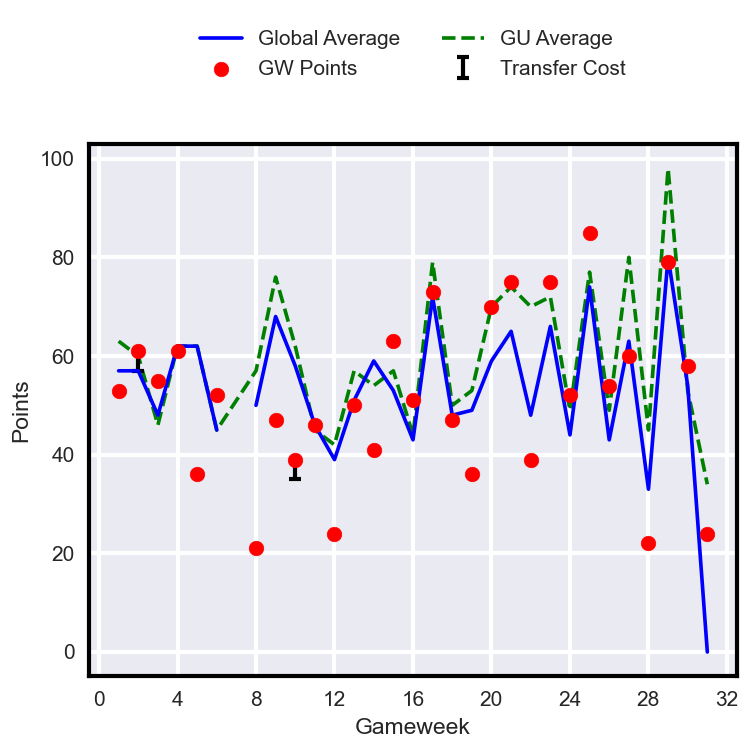 Global Average
GU Average
GW Points
Transfer Cost
100
80
60
40
20
0
Points
0 4 8 12 16 20 24 28 32
Gameweek